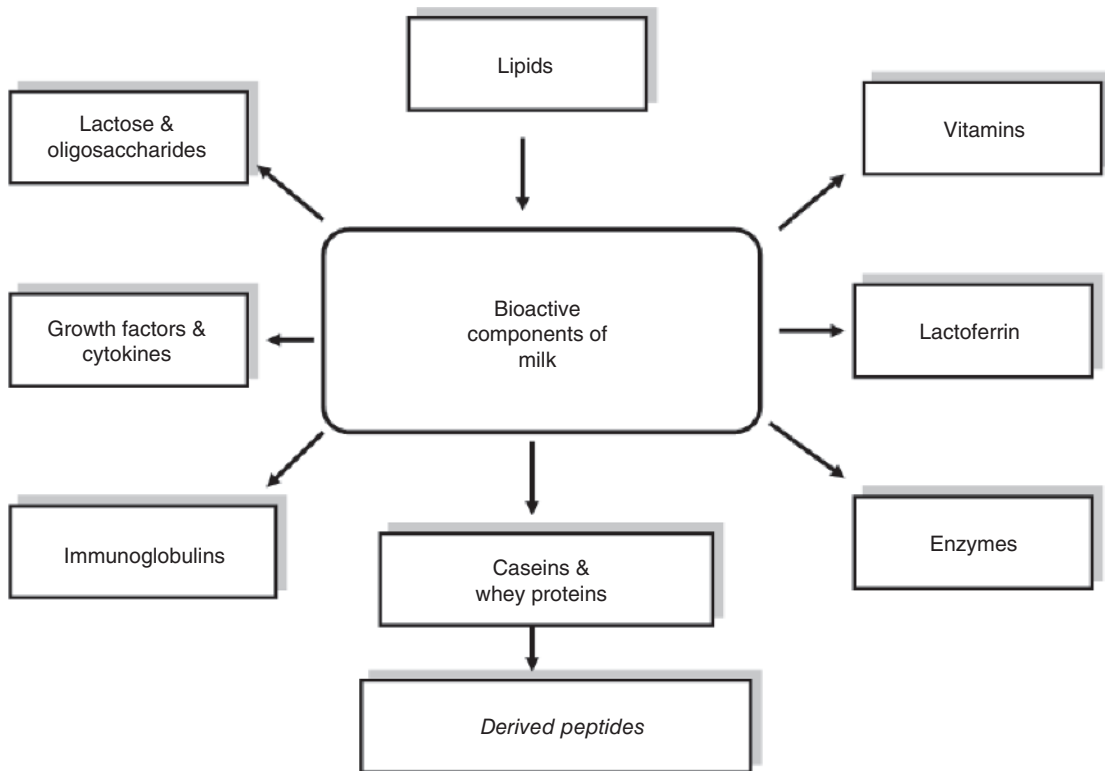 Lipids
Lactose &
oligosaccharides
Vitamins
Growth factors &
cytokines
Bioactive
components of
milk
Lactoferrin
Immunoglobulins
Caseins &
whey proteins
Enzymes
Derived peptides